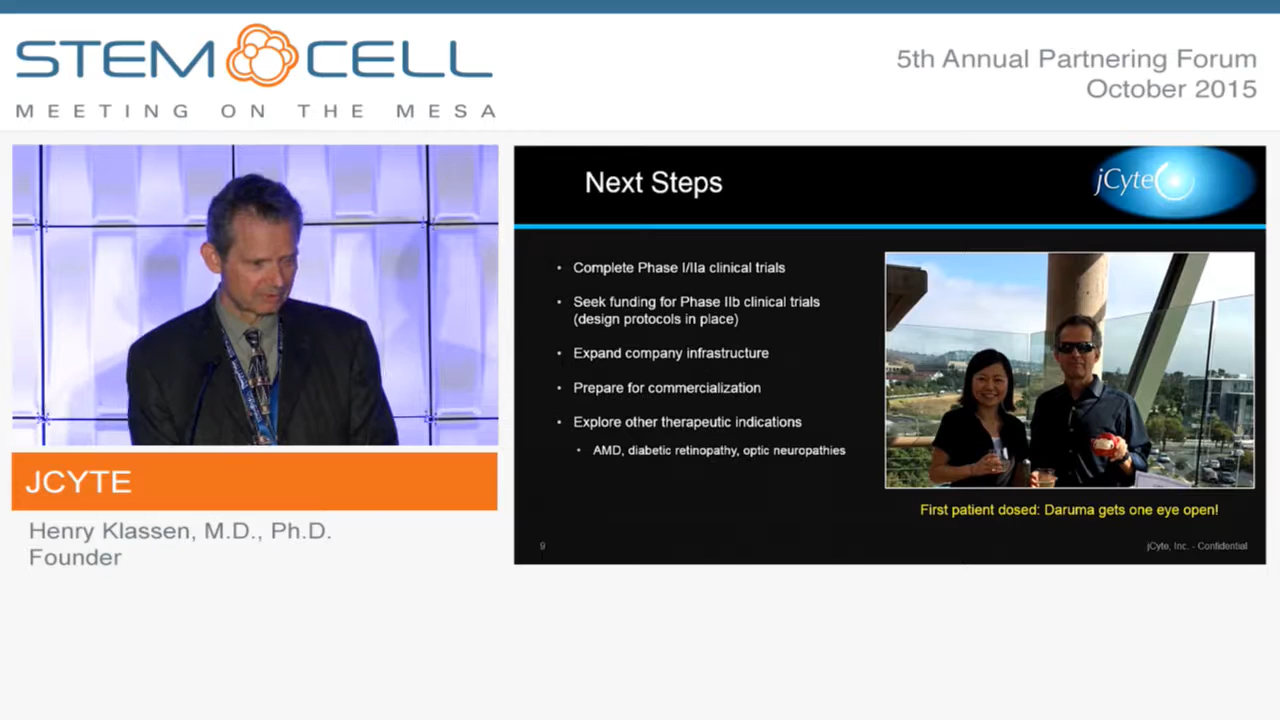 STEM CELL
MEETING ON THE MESA
5th Annual Partnering Forum
October 2015
JCYTE
Henry Klassen, M.D., Ph.D.
Founder
Next Steps
jCyte
• Complete Phase I/IIa clinical trials
• Seek funding for Phase IIb clinical trials
(design protocols in place)
• Expand company infrastructure
• Prepare for commercialization
• Explore other therapeutic indications
• AMD, diabetic retinopathy, optic neuropathies
First patient dosed: Daruma gets one eye open!
9
jCyte, Inc. - Confidential